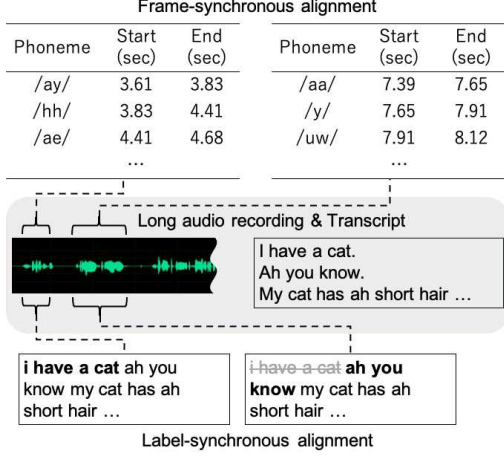 Frame-synchronous alignment
Phoneme Start (sec) End (sec)
/ay/ 3.61 3.83
/hh/ 3.83 4.41
/ae/ 4.41 4.68
...
Phoneme Start (sec) End (sec)
/aa/ 7.39 7.65
/y/ 7.65 7.91
/uw/ 7.91 8.12
...
Long audio recording & Transcript
I have a cat.
Ah you know.
My cat has ah short hair ...
i have a cat ah you
know my cat has ah
short hair ...
i have a cat ah you
know my cat has ah
short hair ...
Label-synchronous alignment